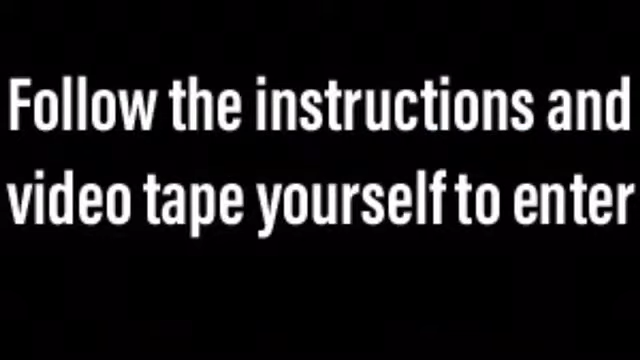 Follow the instructions and
video tape yourself to enter